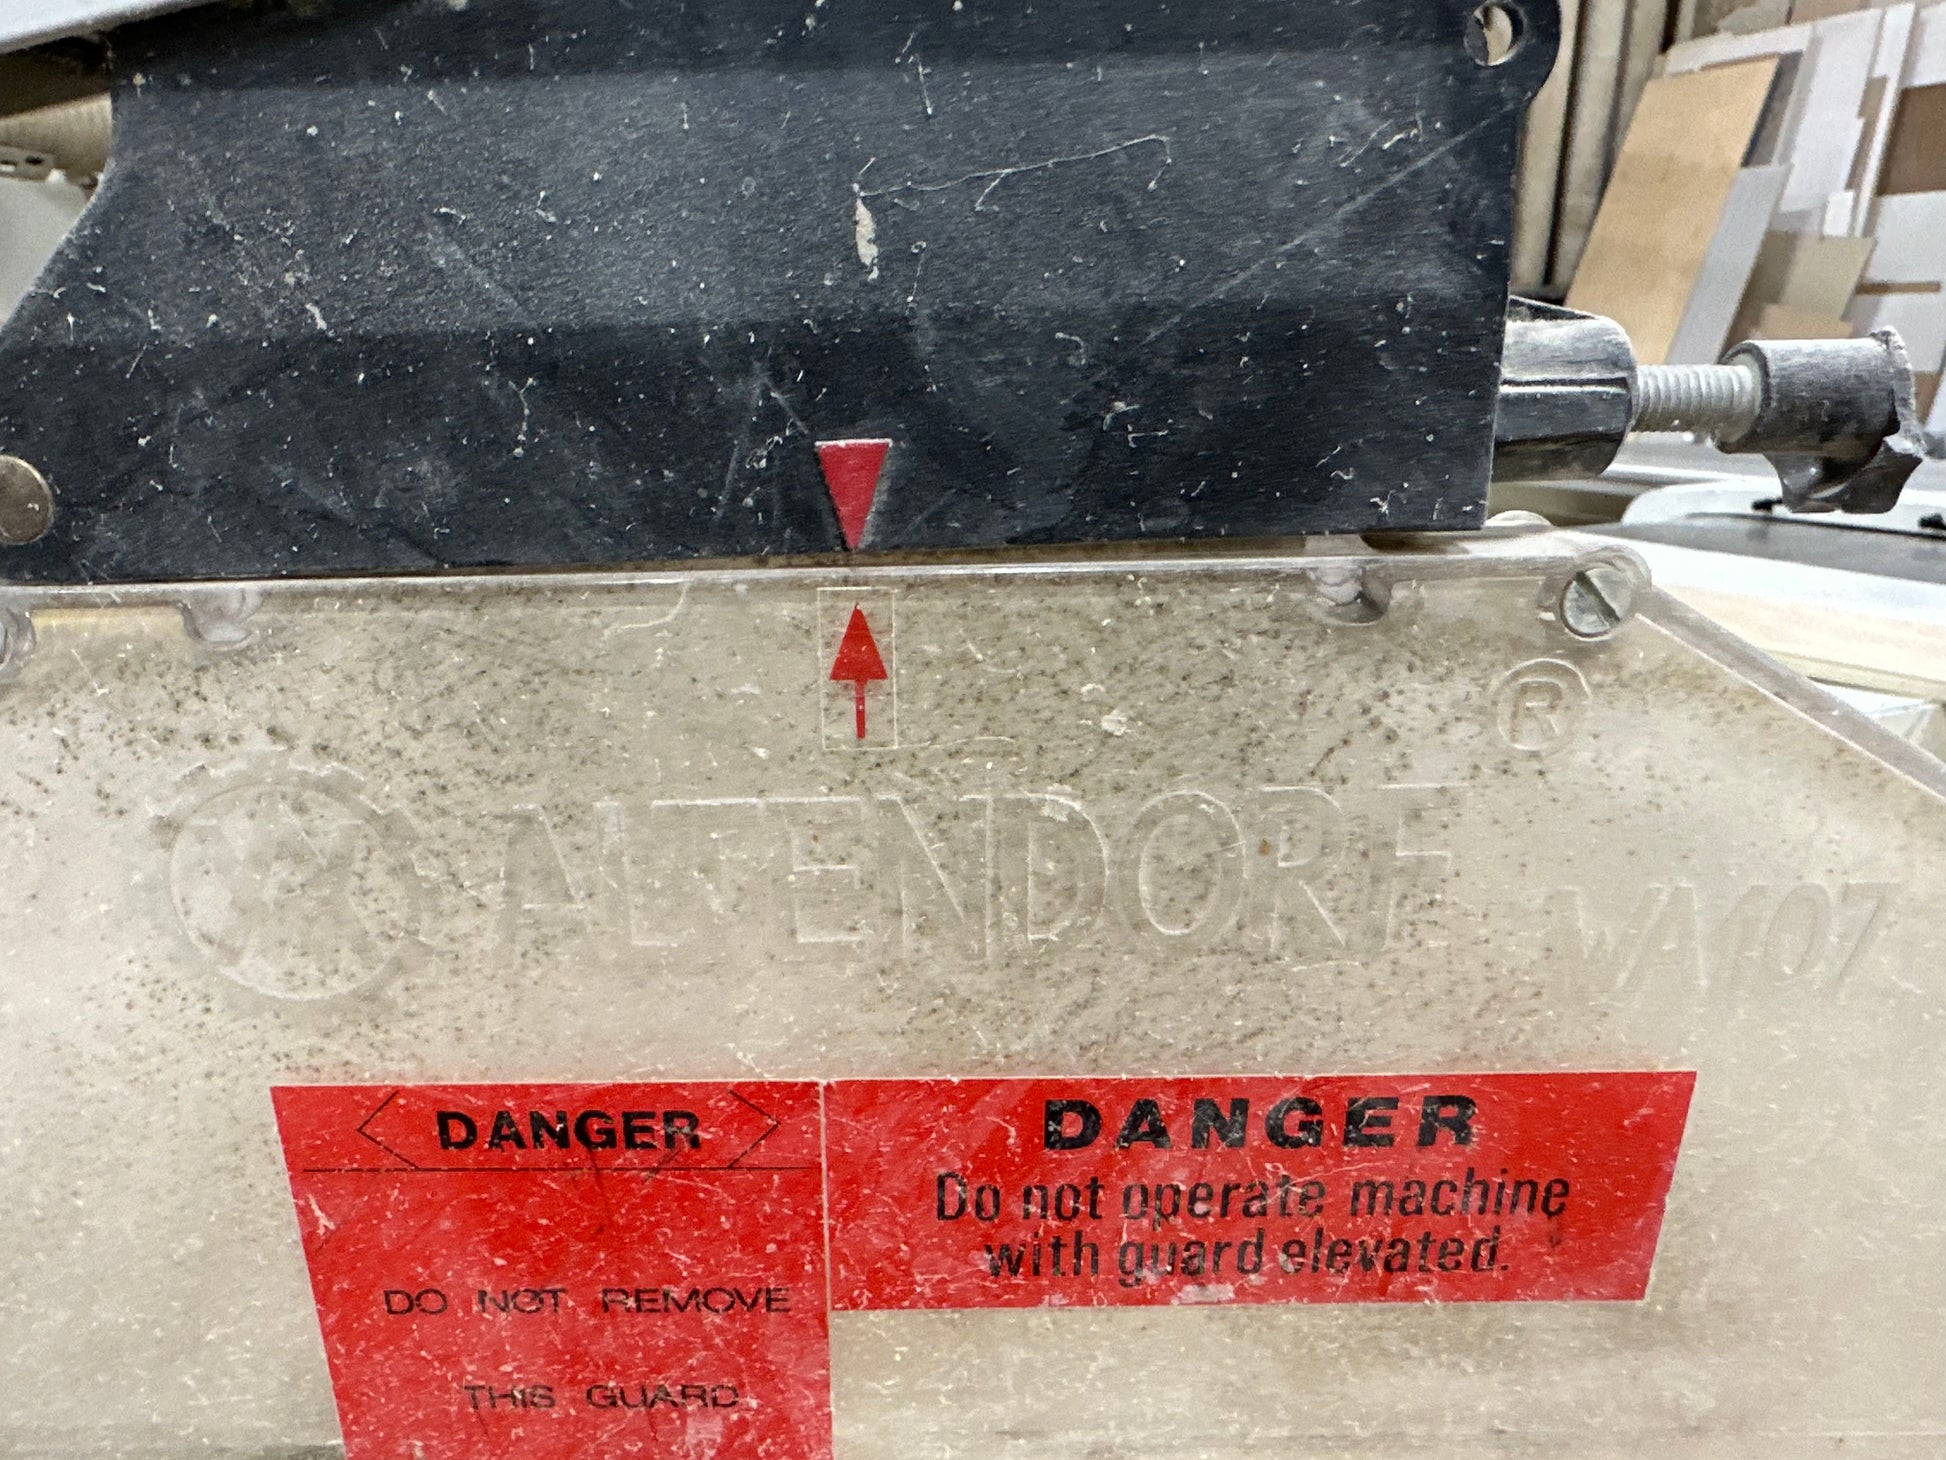 ®
ALTENDORF
WA107
DANGER
DO NOT REMOVE
THIS GUARD
DANGER
Do not operate machine
with guard elevated.